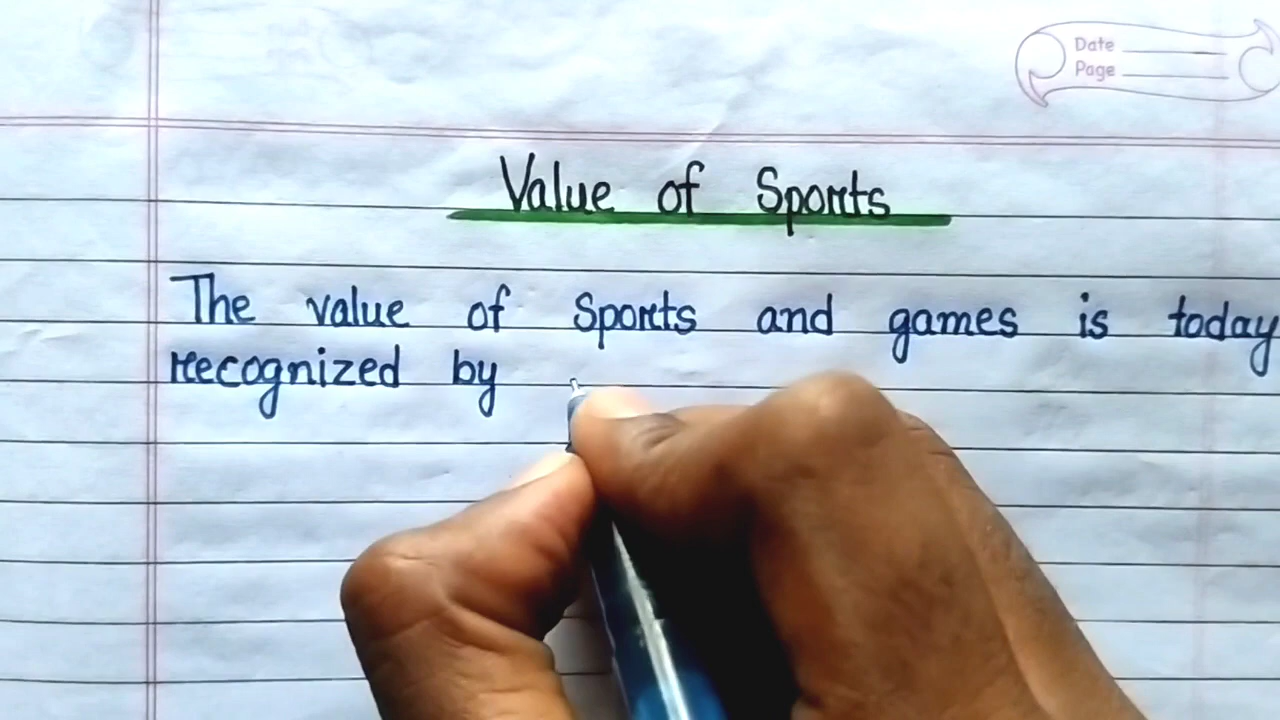 Date
Page
Value of Sports
The value of Sports and games is today
recognized by